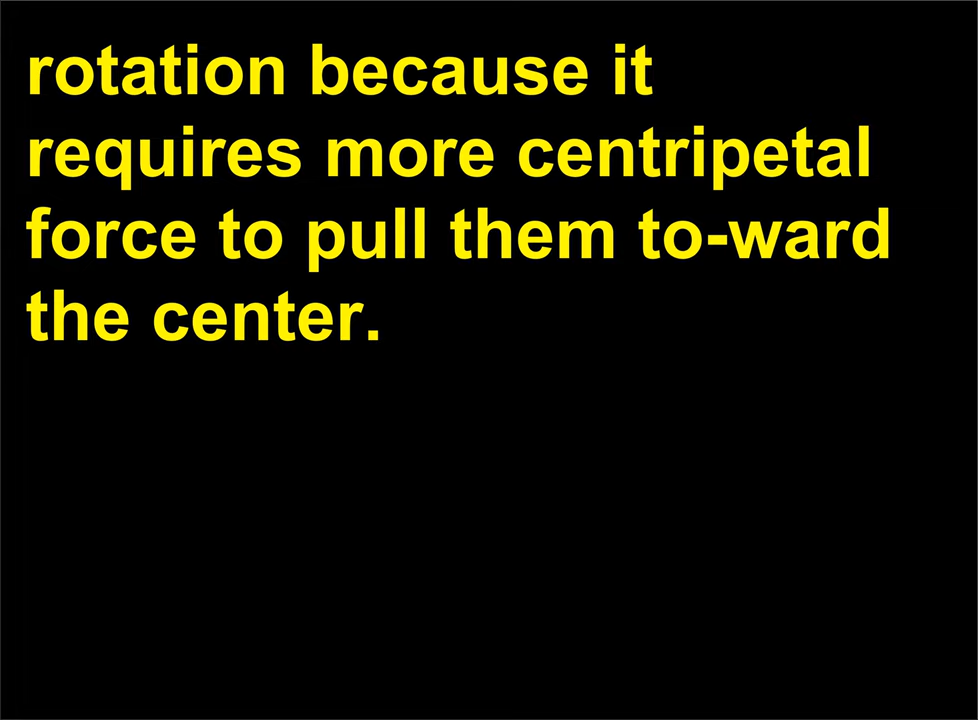 rotation because it
requires more centripetal
force to pull them to-ward
the center.